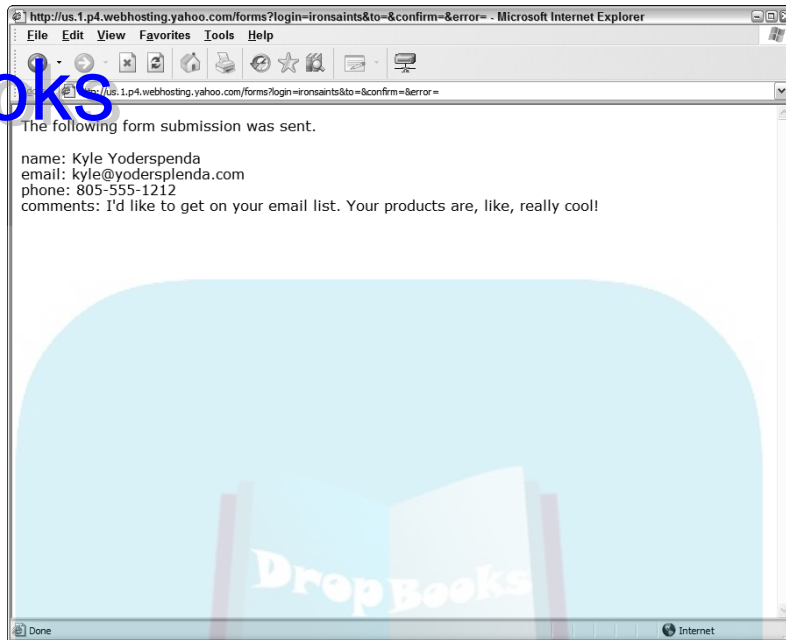 http://us.1.p4.webhosting.yahoo.com/forms?login=ironsaints&to=&confirm=&error= - Microsoft Internet Explorer
File Edit View Favorites Tools Help
oks
http://us.1.p4.webhosting.yahoo.com/forms?login=ironsaints&to=&confirm=&error=
The following form submission was sent.
name: Kyle Yoderspenda
email: kyle@yodersplenda.com
phone: 805-555-1212
comments: I'd like to get on your email list. Your products are, like, really cool!
DropBooks
Done Internet